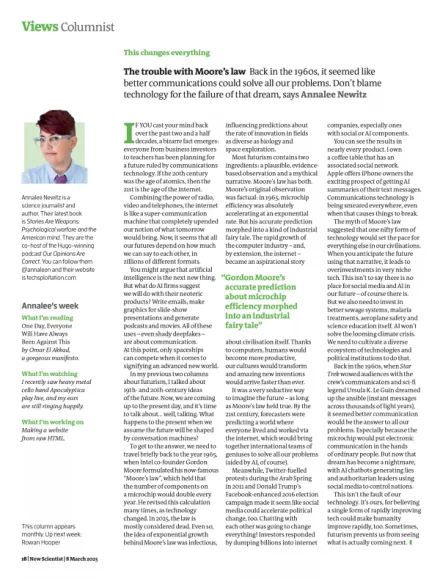 Views Columnist
This changes everything
The trouble with Moore's law Back in the 1960s, it seemed like
better communications could solve all our problems. Don't blame
technology for the failure of that dream, says Annalee Newitz
Annalee Newitz is a
science journalist and
author. Their latest book
is Stories Are Weapons:
Psychological warfare and the
American mind. They are the
co-host of the Hugo-winning
podcast Our Opinions Are
Correct. You can follow them
@annaleen and their website
is techsploitation.com
Annalee's week
What I'm reading
One Day, Everyone
Will Have Always
Been Against This
by Omar El Akkad,
a gorgeous manifesto.
What I'm watching
I recently saw heavy metal
cello band Apocalyptica
play live, and my ears
are still ringing happily.
What I'm working on
Making a website
from raw HTML.
This column appears
monthly. Up next week:
Rowan Hooper
IF YOU cast your mind back
over the past two and a half
decades, a bizarre fact emerges:
everyone from business investors
to teachers has been planning for
a future ruled by communications
technology. If the 20th century
was the age of atomics, then the
21st is the age of the internet.
Combining the power of radio,
video and telephones, the internet
is like a super-communication
machine that completely upended
our notion of what tomorrow
would bring. Now, it seems that all
our futures depend on how much
we can say to each other, in
zillions of different formats.
You might argue that artificial
intelligence is the next new thing.
But what do AI firms suggest
we will do with their neoteric
products? Write emails, make
graphics for slide-show
presentations and generate
podcasts and movies. All of these
uses – even shady deepfakes –
are about communication.
At this point, only spaceships
can compete when it comes to
signifying an advanced new world.
In my previous two columns
about futurism, I talked about
19th- and 20th-century ideas
of the future. Now, we are coming
up to the present day, and it's time
to talk about... well, talking. What
happens to the present when we
assume the future will be shaped
by conversation machines?
To get to the answer, we need to
travel briefly back to the year 1965,
when Intel co-founder Gordon
Moore formulated his now famous
"Moore's law", which held that
the number of components on
a microchip would double every
year. He revised this calculation
many times, as technology
changed. In 2025, the law is
mostly considered dead. Even so,
the idea of exponential growth
behind Moore's law was infectious,
influencing predictions about
the rate of innovation in fields
as diverse as biology and
space exploration.
Most futurism contains two
ingredients: a plausible, evidence-
based observation and a mythical
narrative. Moore's law has both.
Moore's original observation
was factual: in 1965, microchip
efficiency was absolutely
accelerating at an exponential
rate. But his accurate prediction
morphed into a kind of industrial
fairy tale. The rapid growth of
the computer industry – and,
by extension, the internet –
became an aspirational story
"Gordon Moore's
accurate prediction
about microchip
efficiency morphed
into an industrial
fairy tale"
about civilisation itself. Thanks
to computers, humans would
become more productive,
our cultures would transform
and amazing new inventions
would arrive faster than ever.
It was a very seductive way
to imagine the future – as long
as Moore's law held true. By the
21st century, futurists were
predicting a world where
everyone lived and worked via
the internet, which would bring
together international teams of
geniuses to solve all our problems
(aided by AI, of course).
Meanwhile, Twitter-fuelled
protests during the Arab Spring
in 2011 and Donald Trump's
Facebook-enhanced 2016 election
campaign made it seem like social
media could accelerate political
change, too. Chatting with
each other was going to change
everything! Investors responded
by dumping billions into internet
companies, especially ones
with social or AI components.
You can see the results in
nearly every product. I own
a coffee table that has an
associated social network.
Apple offers iPhone owners the
exciting prospect of getting AI
summaries of their text messages.
Communications technology is
being smeared everywhere, even
when that causes things to break.
The myth of Moore's law
suggested that one nifty form of
technology would set the pace for
everything else in our civilisations.
When you anticipate the future
using that narrative, it leads to
overinvestments in very niche
tech. This isn't to say there is no
place for social media and AI in
our future – of course there is.
But we also need to invent in
better sewage systems, malaria
treatments, aeroplane safety and
science education itself. AI won't
solve the looming climate crisis.
We need to cultivate a diverse
ecosystem of technologies and
political institutions to do that.
Back in the 1960s, when Star
Trek wowed audiences with the
crew's communicators and sci-fi
legend Ursula K. Le Guin dreamed
up the ansible (instant messages
across thousands of light years),
it seemed better communication
would be the answer to all our
problems. Especially because the
microchip would put electronic
communication in the hands
of ordinary people. But now that
dream has become a nightmare,
with AI chatbots generating lies
and authoritarian leaders using
social media to control nations.
This isn't the fault of our
technology. It's ours, for believing
a single form of rapidly improving
tech could make humanity
improve rapidly, too. Sometimes,
futurism prevents us from seeing
what is actually coming next.
18 | New Scientist | 8 March 2025